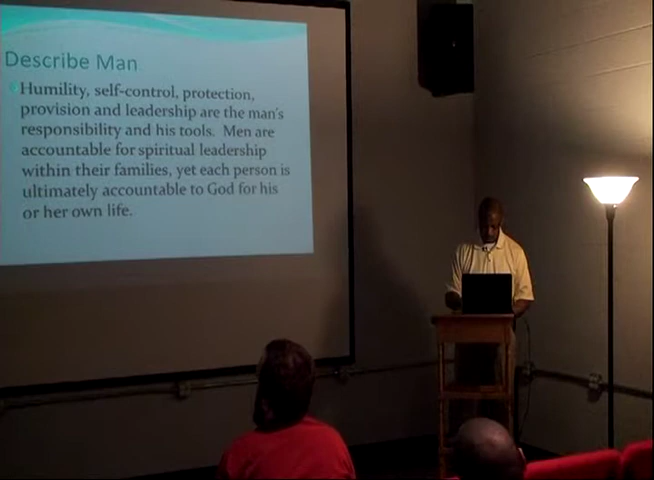 Describe Man
Humility, self-control, protection,
provision and leadership are the man's
responsibility and his tools. Men are
accountable for spiritual leadership
within their families, yet each person is
ultimately accountable to God for his
or her own life.